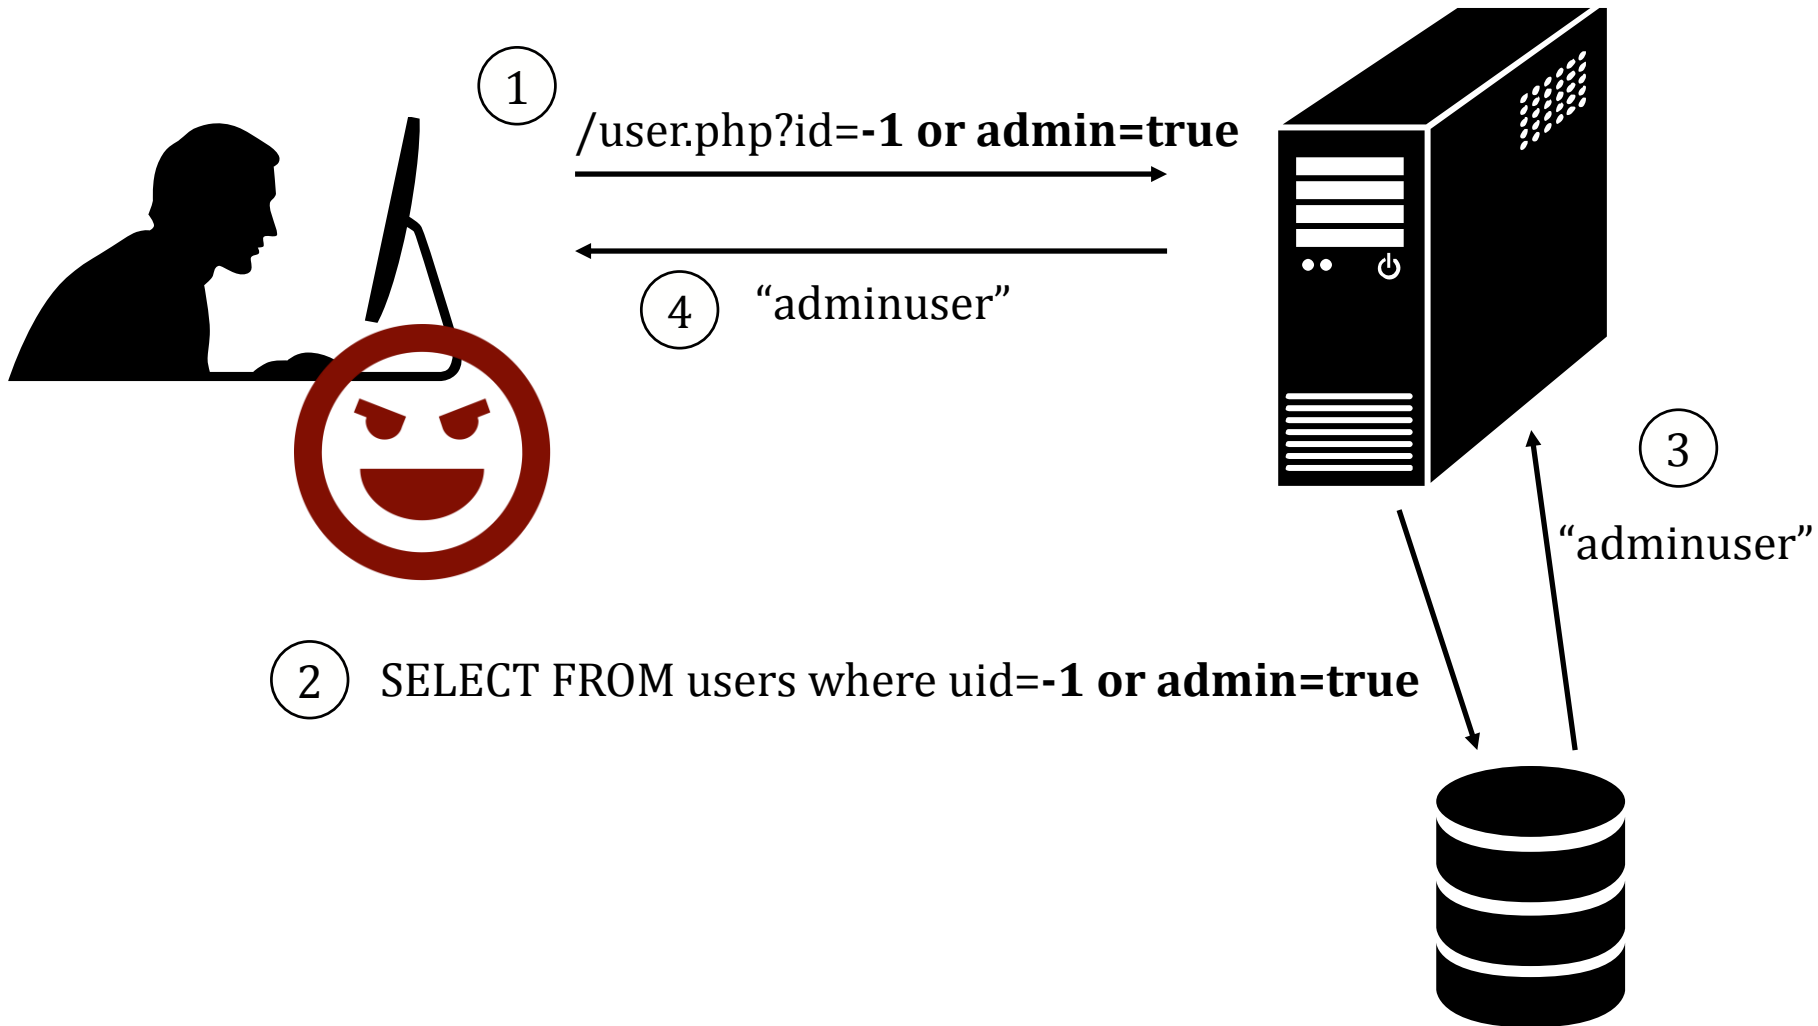 1
/user.php?id=-1 or admin=true
4
“adminuser”
3
“adminuser”
2
SELECT FROM users where uid=-1 or admin=true